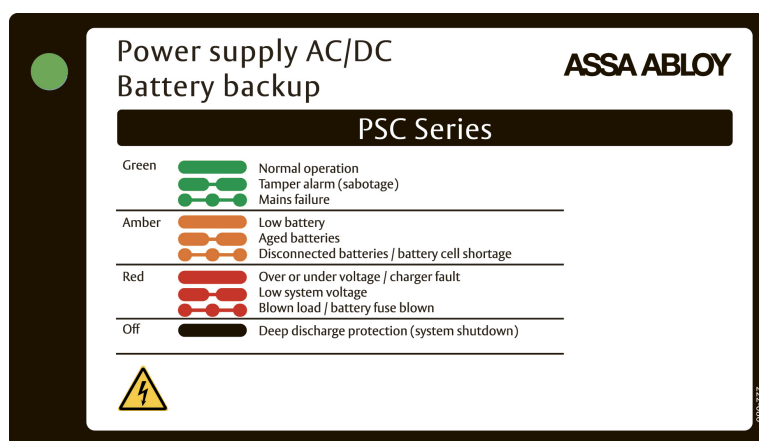 Power supply AC/DC
Battery backup
ASSA ABLOY
PSC Series
Green
Normal operation
Tamper alarm (sabotage)
Mains failure
Amber
Low battery
Aged batteries
Disconnected batteries / battery cell shortage
Red
Over or under voltage / charger fault
Low system voltage
Blown load / battery fuse blown
Off
Deep discharge protection (system shutdown)